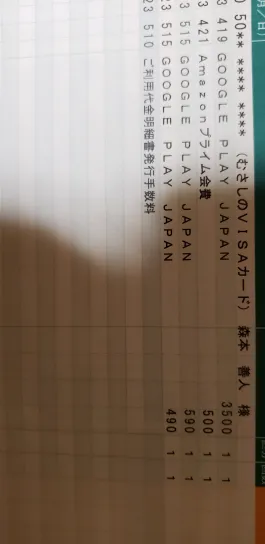 ) 50** **** **** (むさしのVISAカード) 森本 善人 様
3 419 GOOGLE PLAY JAPAN 3500 1 1
3 421 Amazonプライム会費 500 1 1
3 515 GOOGLE PLAY JAPAN 590 1 1
23 515 GOOGLE PLAY JAPAN 490 1 1
23 510 ご利用代金明細書発行手数料